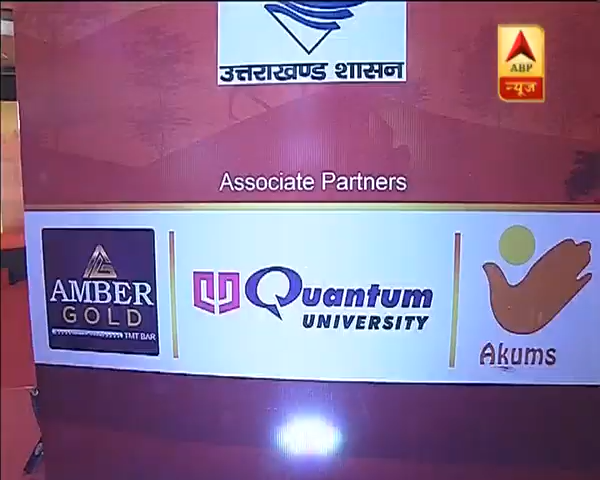 उत्तराखण्ड शासन
ABP
न्यूज़
Associate Partners
AMBER
GOLD
TMT BAR
Quantum
UNIVERSITY
Akums